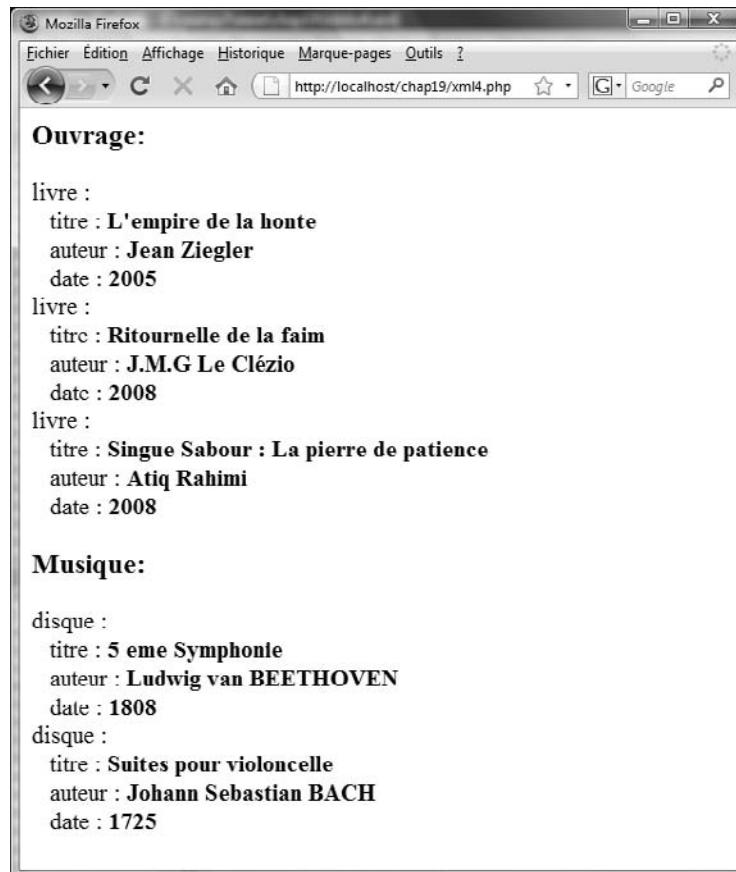 Mozilla Firefox
Fichier Édition Affichage Historique Marque-pages Outils ?
http://localhost/chap19/xml4.php
G Google
Ouvrage:
livre :
titre : L'empire de la honte
auteur : Jean Ziegler
date : 2005
livre :
titre : Ritournelle de la faim
auteur : J.M.G Le Clézio
date : 2008
livre :
titre : Singue Sabour : La pierre de patience
auteur : Atiq Rahimi
date : 2008
Musique:
disque :
titre : 5 eme Symphonie
auteur : Ludwig van BEETHOVEN
date : 1808
disque :
titre : Suites pour violoncelle
auteur : Johann Sebastian BACH
date : 1725